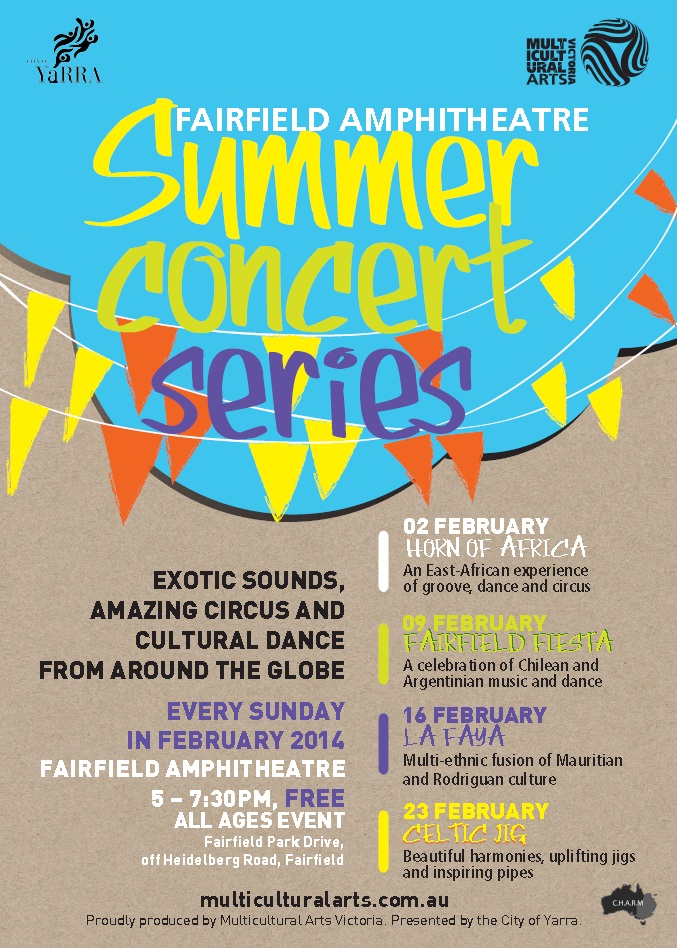 CITY OF
YaRRA
MULT
ICULT
URAL
ARTS
VICTORIA
FAIRFIELD AMPHITHEATRE
Summer
concert
series
EXOTIC SOUNDS,
AMAZING CIRCUS AND
CULTURAL DANCE
FROM AROUND THE GLOBE
EVERY SUNDAY
IN FEBRUARY 2014
FAIRFIELD AMPHITHEATRE
5 – 7:30PM, FREE
ALL AGES EVENT
Fairfield Park Drive,
off Heidelberg Road, Fairfield
02 FEBRUARY
HORN OF AFRICA
An East-African experience
of groove, dance and circus
09 FEBRUARY
FAIRFIELD FIESTA
A celebration of Chilean and
Argentinian music and dance
16 FEBRUARY
LA FAYA
Multi-ethnic fusion of Mauritian
and Rodriguan culture
23 FEBRUARY
CELTIC JIG
Beautiful harmonies, uplifting jigs
and inspiring pipes
multiculturalarts.com.au
Proudly produced by Multicultural Arts Victoria. Presented by the City of Yarra.
C.H.A.R.M